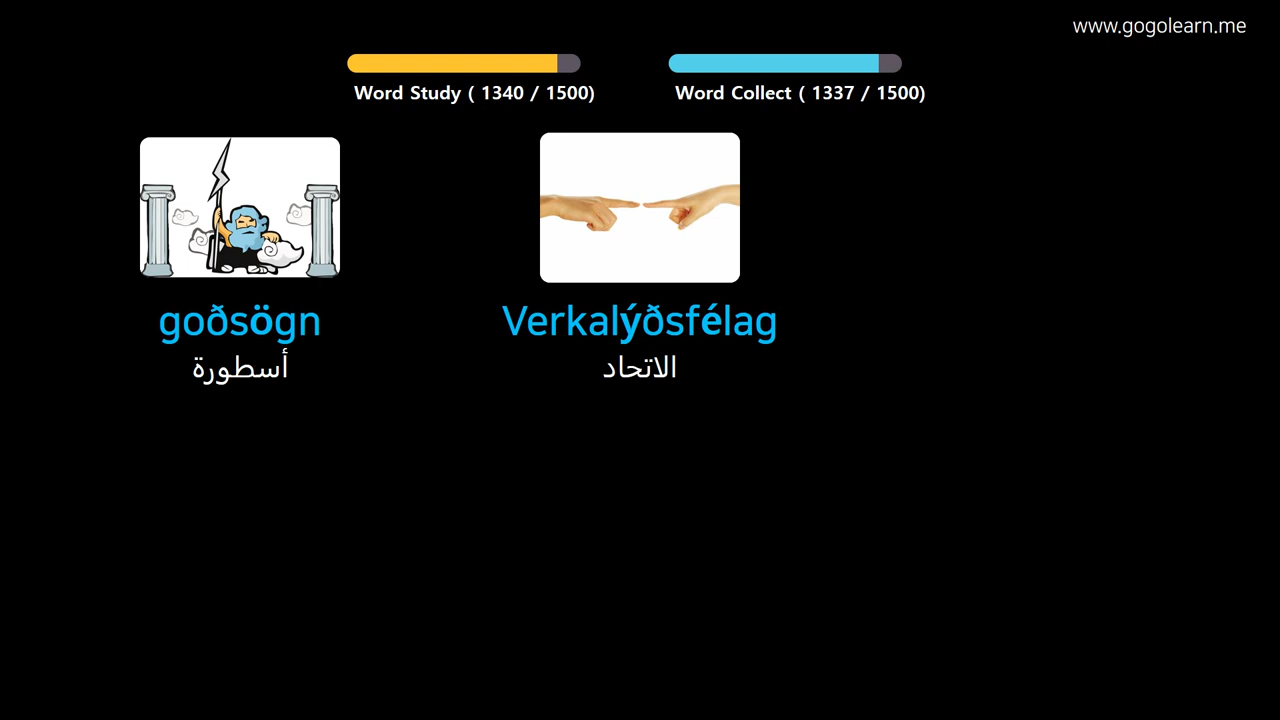 www.gogolearn.me
Word Study ( 1340 / 1500)
Word Collect ( 1337 / 1500)
goðsögn
أسطورة
Verkalýðsfélag
الاتحاد